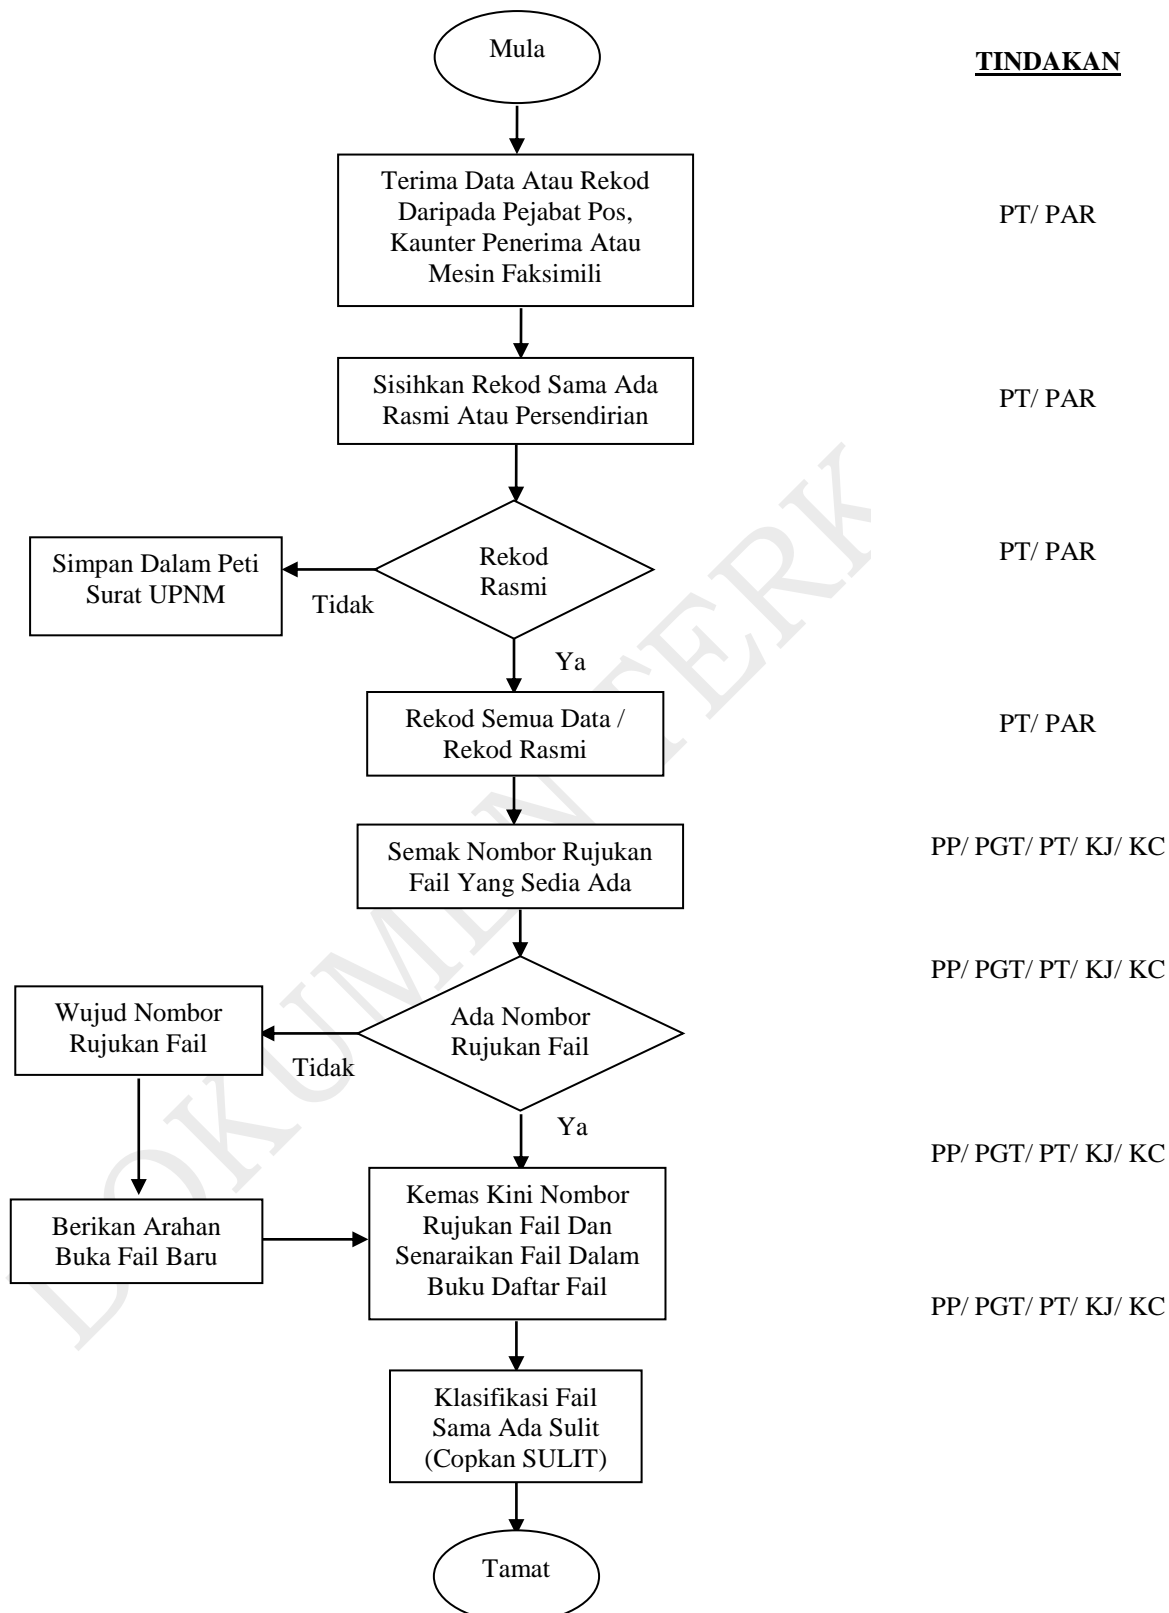 Mula
TINDAKAN
Terima Data Atau Rekod
Daripada Pejabat Pos,
Kaunter Penerima Atau
Mesin Faksimili
PT/ PAR
Sisihkan Rekod Sama Ada
Rasmi Atau Persendirian
PT/ PAR
Rekod
Rasmi
PT/ PAR
Tidak
Simpan Dalam Peti
Surat UPNM
Ya
Rekod Semua Data /
Rekod Rasmi
PT/ PAR
Semak Nombor Rujukan
Fail Yang Sedia Ada
PP/ PGT/ PT/ KJ/ KC
Ada Nombor
Rujukan Fail
PP/ PGT/ PT/ KJ/ KC
Tidak
Wujud Nombor
Rujukan Fail
Ya
Berikan Arahan
Buka Fail Baru
Kemas Kini Nombor
Rujukan Fail Dan
Senaraikan Fail Dalam
Buku Daftar Fail
PP/ PGT/ PT/ KJ/ KC
Klasifikasi Fail
Sama Ada Sulit
(Copkan SULIT)
PP/ PGT/ PT/ KJ/ KC
Tamat
DOKUMEN TERK